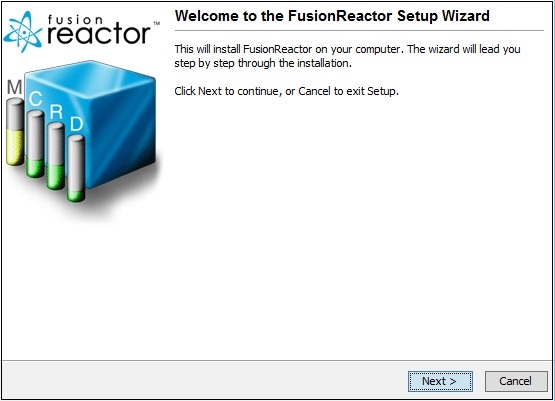 fusion
reactor™
M
C
R
D
Welcome to the FusionReactor Setup Wizard
This will install FusionReactor on your computer. The wizard will lead you
step by step through the installation.
Click Next to continue, or Cancel to exit Setup.
Next >
Cancel